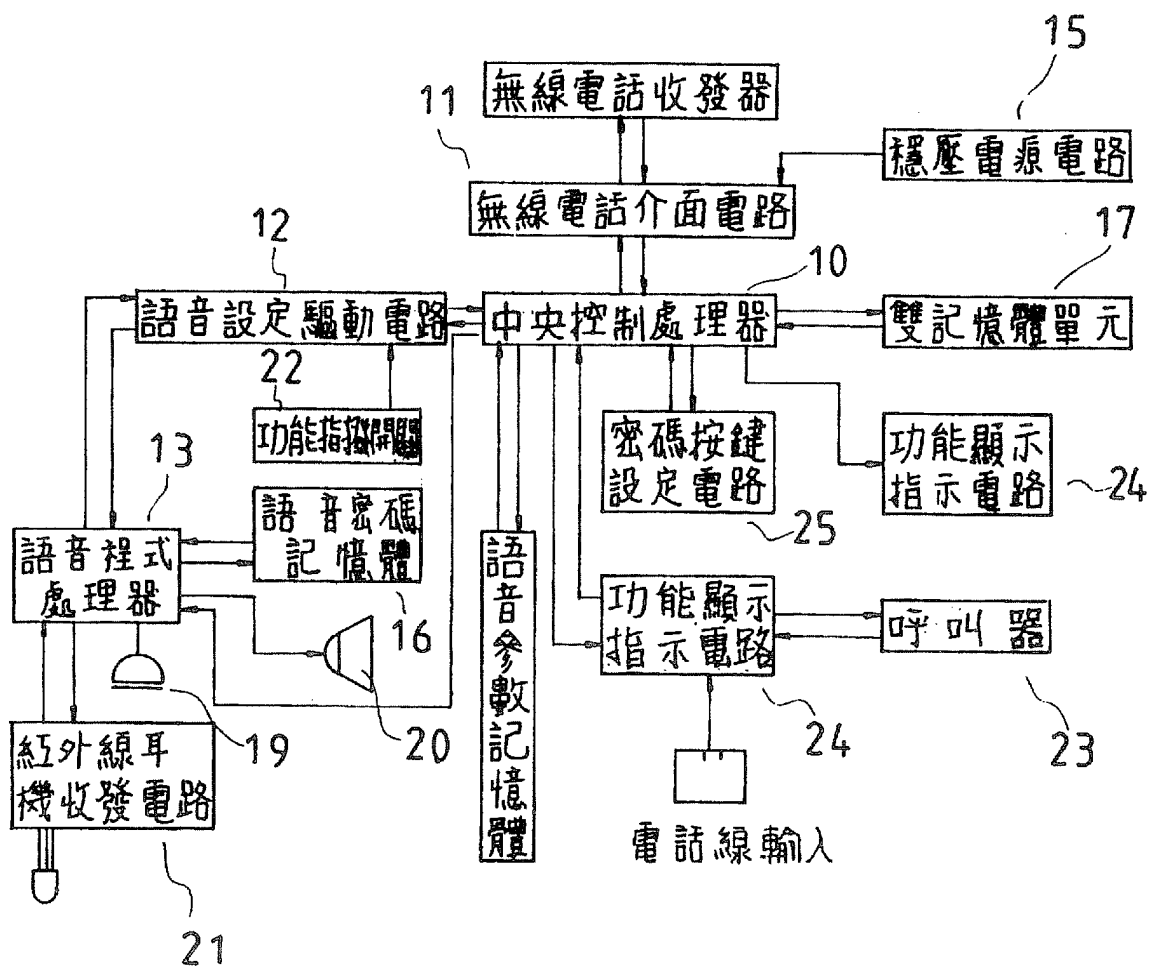 15
無線電話收發器
11
穩壓電源電路
無線電話介面電路
12
17
10
語音設定驅動電路
中央控制處理器
雙記憶體單元
22
功能指撥開關
密碼按鍵
設定電路
功能顯示
指示電路
24
13
語音密碼
記憶體
25
語音程式
處理器
16
語音參數記憶體
功能顯示
指示電路
呼叫器
19
20
24
23
紅外線耳
機收發電路
電話線輸入
21